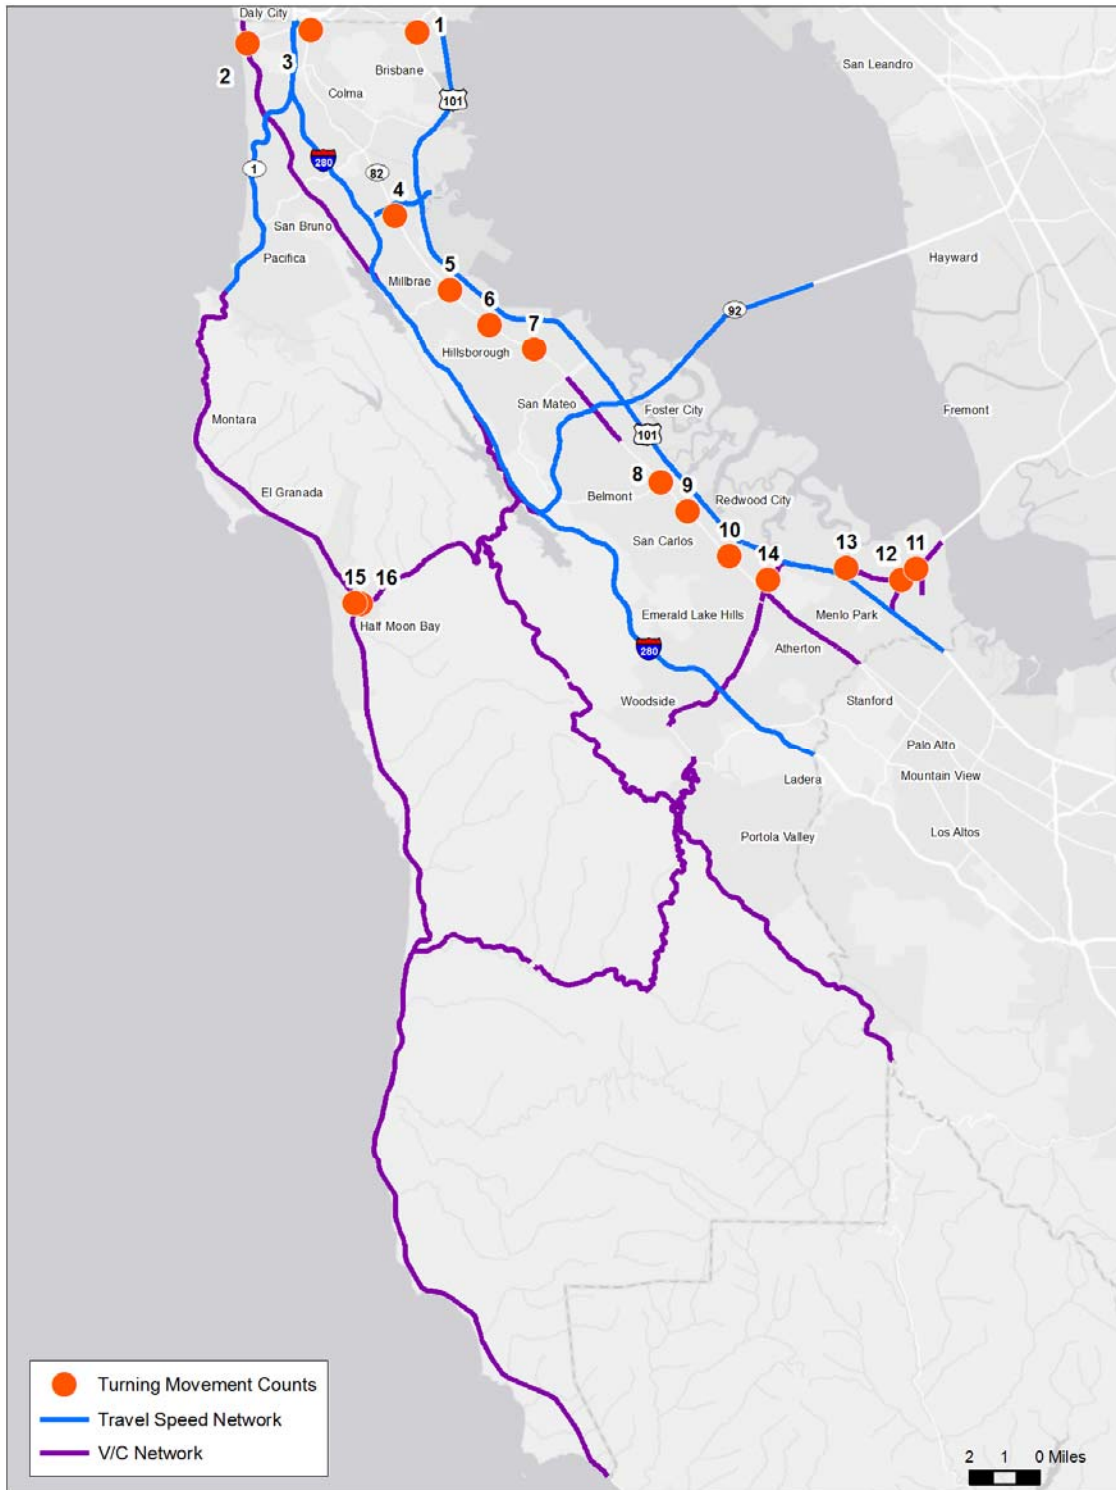 Daly City
1
San Leandro
2
3
Brisbane
Colma
101
280
1
82
4
San Bruno
Pacifica
Hayward
5
Millbrae
6
92
7
Hillsborough
San Mateo
Foster City
Fremont
Montara
101
8
9
El Granada
Belmont
Redwood City
10
San Carlos
14
13
12
11
15
16
Half Moon Bay
Emerald Lake Hills
Menlo Park
Atherton
280
Woodside
Stanford
Palo Alto
Ladera
Mountain View
Portola Valley
Los Altos
Turning Movement Counts
Travel Speed Network
V/C Network
2 1 0 Miles